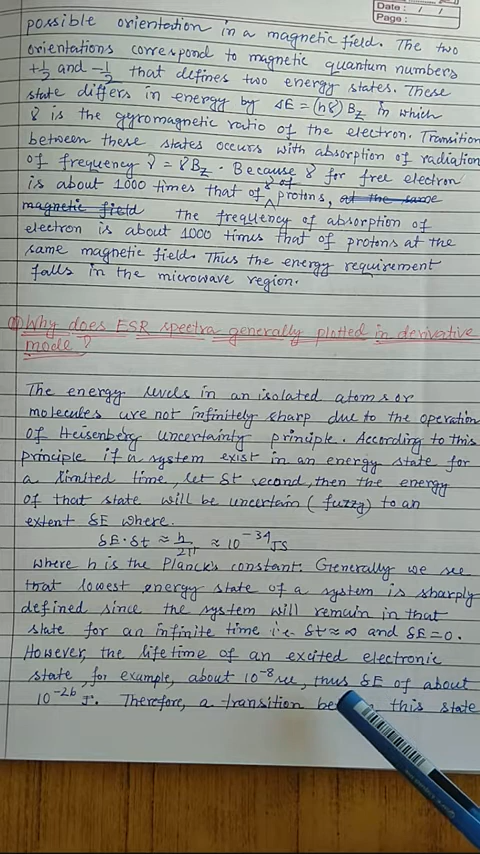 Date : / /
Page :
possible orientation in a magnetic field. The two
orientations correspond to magnetic quantum numbers
+½ and -½ that defines two energy states. These
state differs in energy by ΔE = (hγ) Bz in which
γ is the gyromagnetic ratio of the electron. Transition
between these states occurs with absorption of radiation
of frequency ν = γBz. Because γ for free electron
is about 1000 times that of γ of protons, at the same
magnetic field the frequency of absorption of
electron is about 1000 times that of protons at the
same magnetic field. Thus the energy requirement
falls in the microwave region.
Why does ESR spectra generally plotted in derivative
mode ?
The energy levels in an isolated atoms or
molecules are not infinitely sharp due to the operation
of Heisenberg uncertainty principle. According to this
principle if a system exist in an energy state for
a limited time, let δt second, then the energy
of that state will be uncertain (fuzzy) to an
extent δE where.
δE·δt ≈ h/2π ≈ 10⁻³⁴ JS
where h is the Planck's constant. Generally we see
that lowest energy state of a system is sharply
defined since the system will remain in that
state for an infinite time i.e. δt≈∞ and δE=0.
However, the lifetime of an excited electronic
state, for example, about 10⁻⁸ sec, thus δE of about
10⁻²⁶ J. Therefore, a transition this state